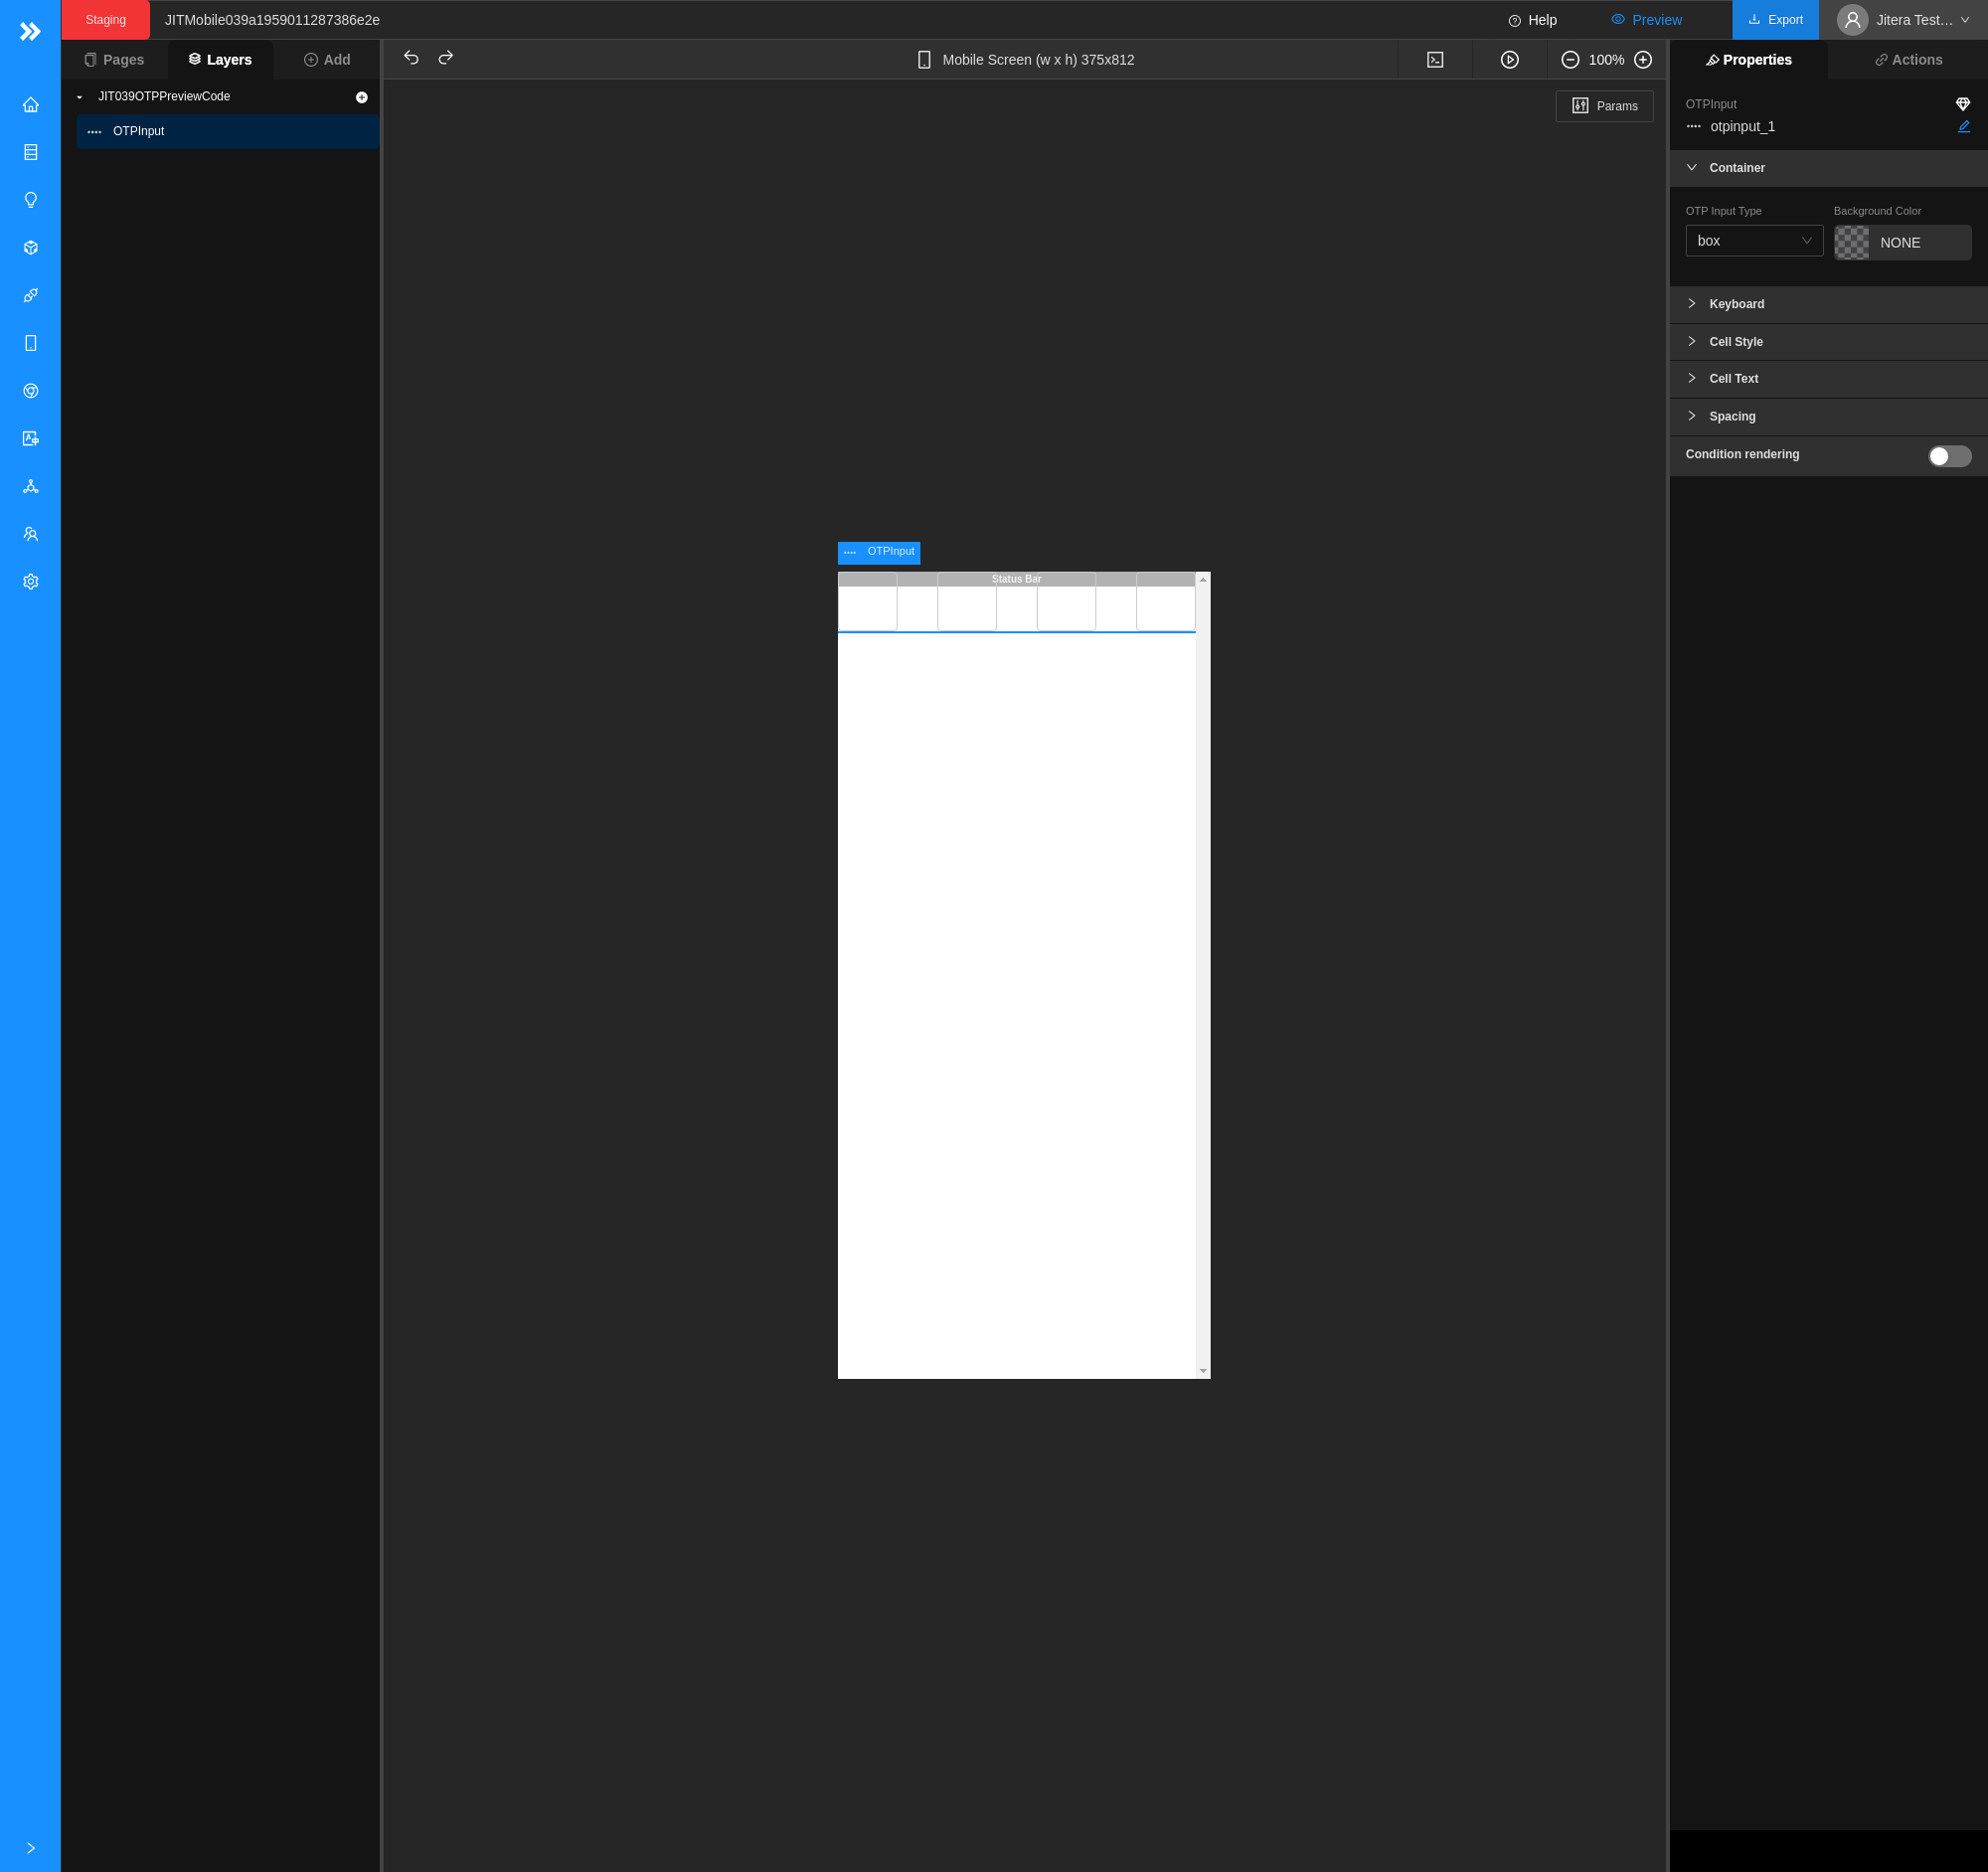 Staging
JITMobile039a1959011287386e2e
Help
Preview
Export
Jitera Test…
Pages
Layers
Add
Mobile Screen (w x h) 375x812
100%
Properties
Actions
JIT039OTPPreviewCode
OTPInput
Params
OTPInput
otpinput_1
Container
OTP Input Type
Background Color
box
NONE
Keyboard
Cell Style
Cell Text
Spacing
Condition rendering
OTPInput
Status Bar